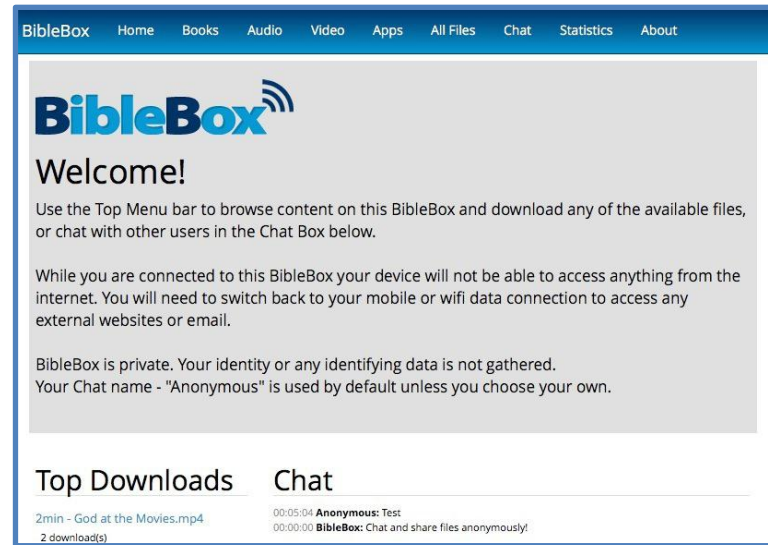 BibleBox Home Books Audio Video Apps All Files Chat Statistics About
BibleBox
Welcome!
Use the Top Menu bar to browse content on this BibleBox and download any of the available files,
or chat with other users in the Chat Box below.
While you are connected to this BibleBox your device will not be able to access anything from the
internet. You will need to switch back to your mobile or wifi data connection to access any
external websites or email.
BibleBox is private. Your identity or any identifying data is not gathered.
Your Chat name - "Anonymous" is used by default unless you choose your own.
Top Downloads
2min - God at the Movies.mp4
2 download(s)
Chat
00:05:04 Anonymous: Test
00:00:00 BibleBox: Chat and share files anonymously!